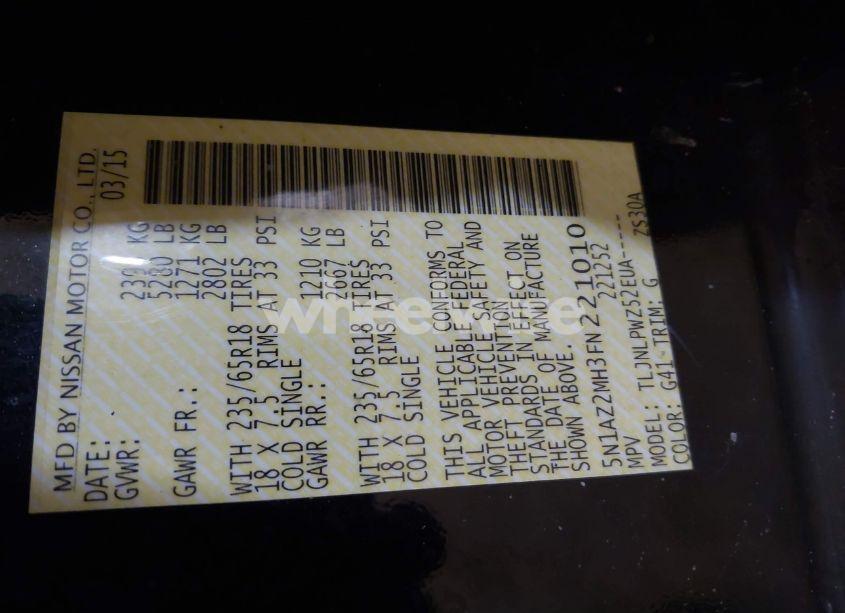 MFD BY NISSAN MOTOR CO., LTD.
DATE: 03/15
GVWR: KG
5280 LB
GAWR FR.: 1271 KG
2802 LB
WITH 235/65R18 TIRES
18 X 7.5 RIMS AT 33 PSI
COLD SINGLE
GAWR RR.: 1210 KG
2667 LB
WITH 235/65R18 TIRES
18 X 7.5 RIMS AT 33 PSI
COLD SINGLE
THIS VEHICLE CONFORMS TO
ALL APPLICABLE FEDERAL
MOTOR VEHICLE SAFETY AND
THEFT PREVENTION
STANDARDS IN EFFECT ON
THE DATE OF MANUFACTURE
SHOWN ABOVE.
5N1AZ2MH3FN221010
MPV 221252
MODEL: TLJNLPWZ52EUA-----
COLOR: G41 TRIM: G ZS30A